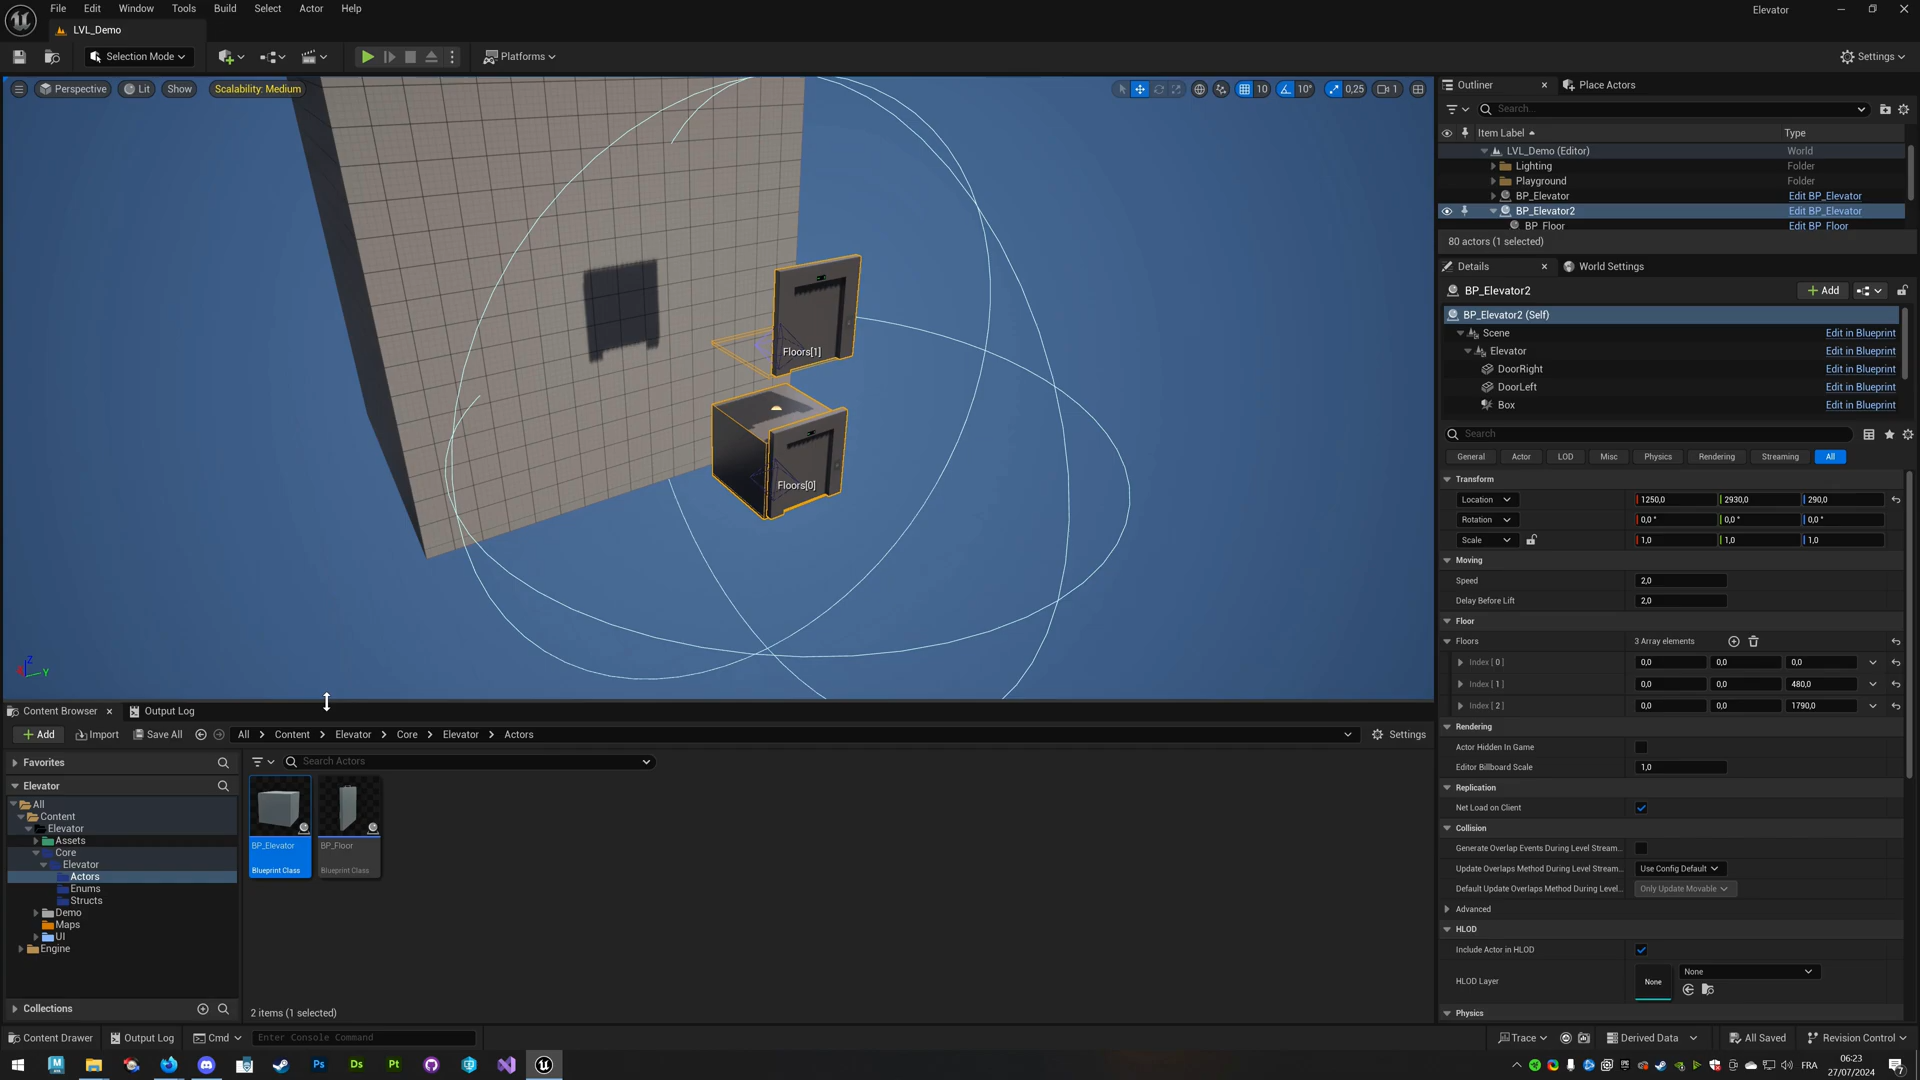 File Edit Window Tools Build Select Actor Help
Elevator
LVL_Demo
Selection Mode
Platforms
Settings
Perspective
Lit
Show
Scalability: Medium
10
10°
0,25
1
Floors[1]
Floors[0]
Z
Y
Outliner
Place Actors
Search...
Item Label
Type
LVL_Demo (Editor)
World
Lighting
Folder
Playground
Folder
BP_Elevator
Edit BP_Elevator
BP_Elevator2
Edit BP_Elevator
BP_Floor
Edit BP_Floor
80 actors (1 selected)
Details
World Settings
BP_Elevator2
Add
BP_Elevator2 (Self)
Scene
Edit in Blueprint
Elevator
Edit in Blueprint
DoorRight
Edit in Blueprint
DoorLeft
Edit in Blueprint
Box
Edit in Blueprint
Search
General Actor LOD Misc Physics Rendering Streaming All
Transform
Location 1250,0 2930,0 290,0
Rotation 0,0 ° 0,0 ° 0,0 °
Scale 1,0 1,0 1,0
Moving
Speed 2,0
Delay Before Lift 2,0
Floor
Floors 3 Array elements
Index [ 0 ] 0,0 0,0 0,0
Index [ 1 ] 0,0 0,0 480,0
Index [ 2 ] 0,0 0,0 1790,0
Rendering
Actor Hidden In Game
Editor Billboard Scale 1,0
Replication
Net Load on Client
Collision
Generate Overlap Events During Level Stream...
Update Overlaps Method During Level Stream... Use Config Default
Default Update Overlaps Method During Level... Only Update Movable
Advanced
HLOD
Include Actor in HLOD
HLOD Layer None None
Physics
Content Browser
Output Log
Add
Import
Save All
All > Content > Elevator > Core > Elevator > Actors
Settings
Favorites
Search Actors
Elevator
All
Content
Elevator
Assets
Core
Elevator
Actors
Enums
Structs
Demo
Maps
UI
Engine
BP_Elevator
Blueprint Class
BP_Floor
Blueprint Class
Collections
2 items (1 selected)
Content Drawer
Output Log
Cmd
Enter Console Command
Trace
Derived Data
All Saved
Revision Control
Ps
Ds
Pt
FRA
06:23
27/07/2024